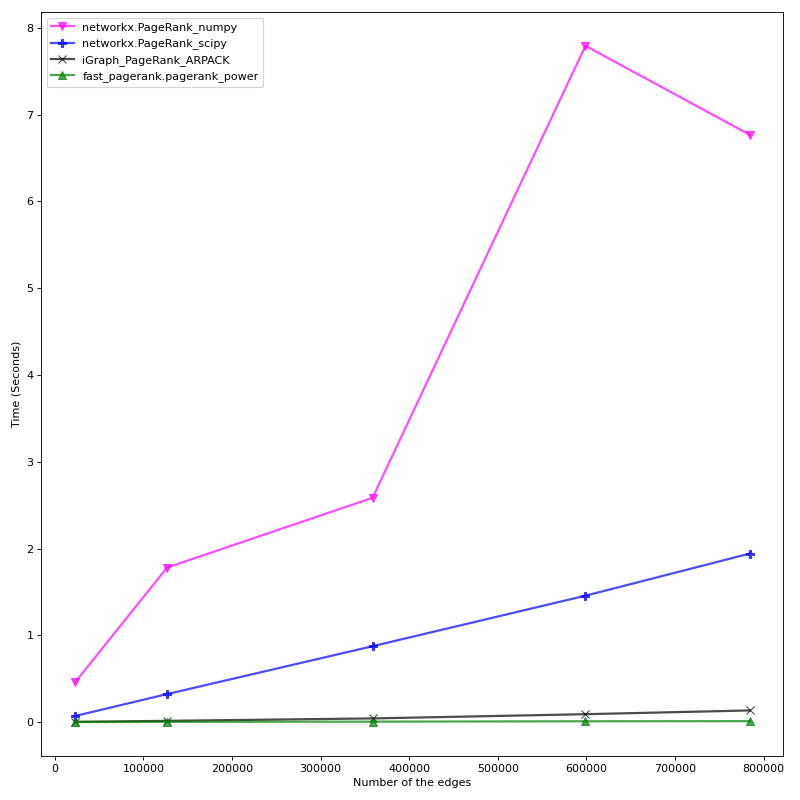 networkx.PageRank_numpy
networkx.PageRank_scipy
iGraph_PageRank_ARPACK
fast_pagerank.pagerank_power
8
7
6
5
4
3
2
1
0
Time (Seconds)
0 100000 200000 300000 400000 500000 600000 700000 800000
Number of the edges